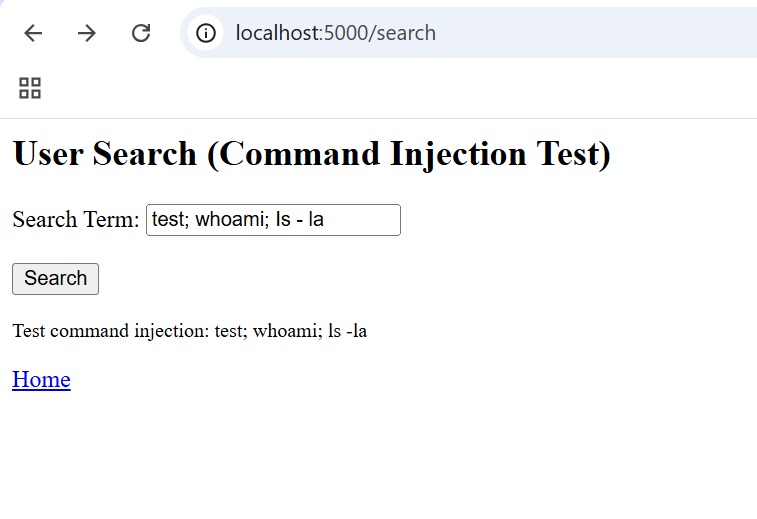 localhost:5000/search
User Search (Command Injection Test)
Search Term: test; whoami; ls - la
Search
Test command injection: test; whoami; ls -la
Home